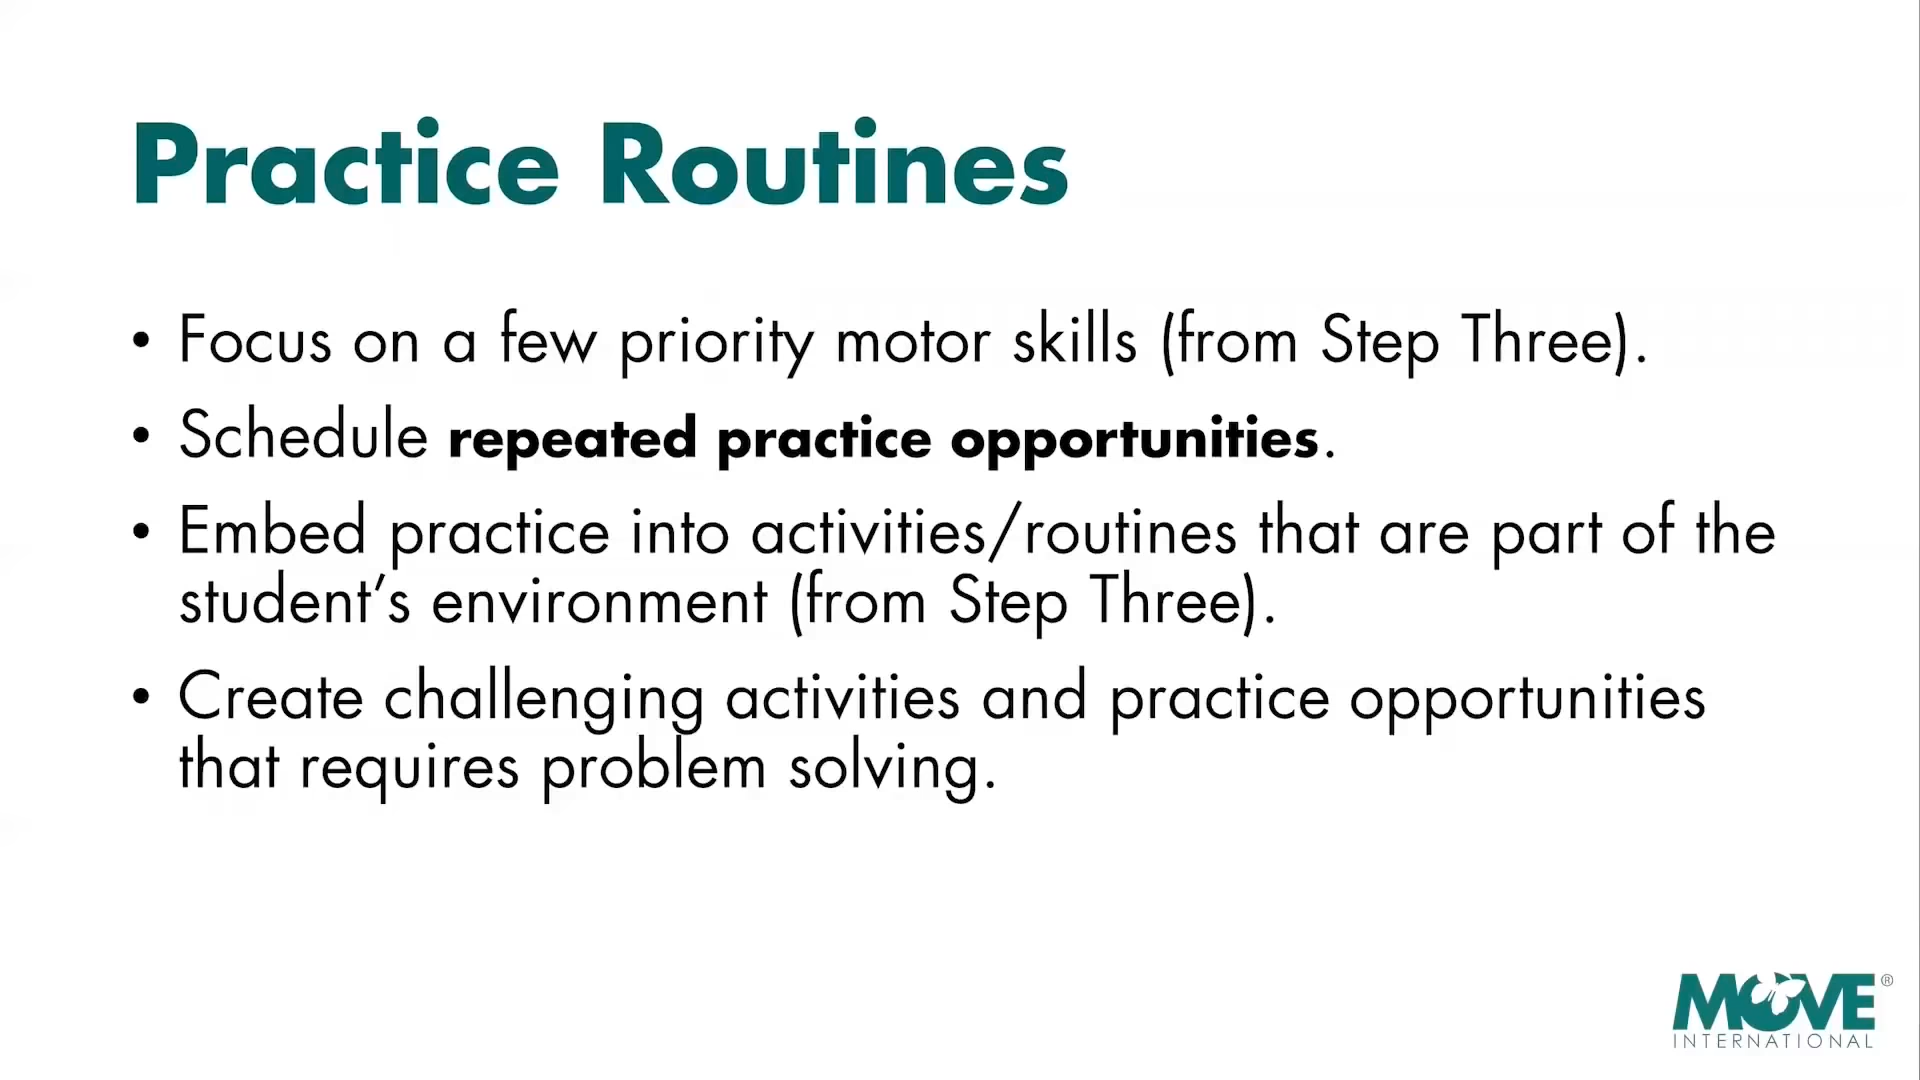 Practice Routines
• Focus on a few priority motor skills (from Step Three).
• Schedule repeated practice opportunities.
• Embed practice into activities/routines that are part of the
student’s environment (from Step Three).
• Create challenging activities and practice opportunities
that requires problem solving.
MOVE®
INTERNATIONAL